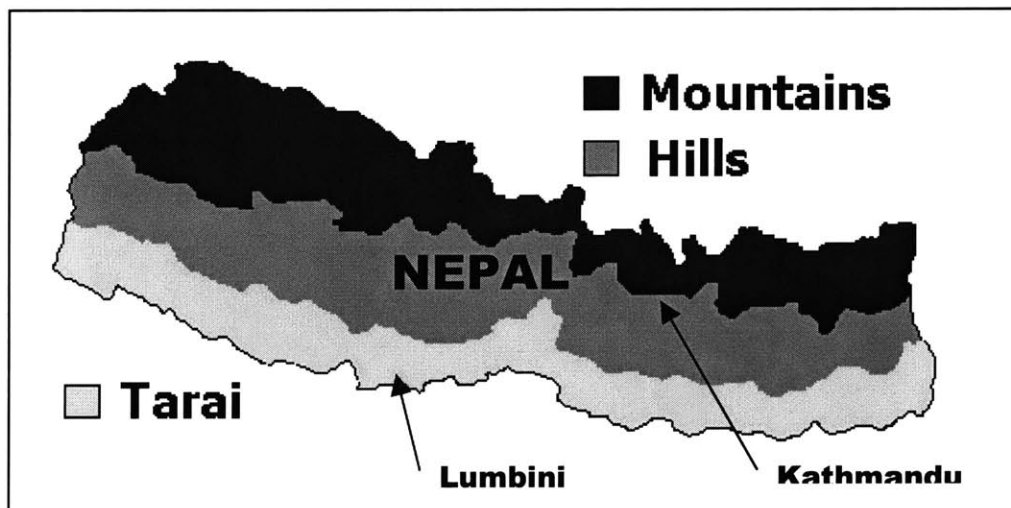 Mountains
Hills
NEPAL
Tarai
Lumbini
Kathmandu